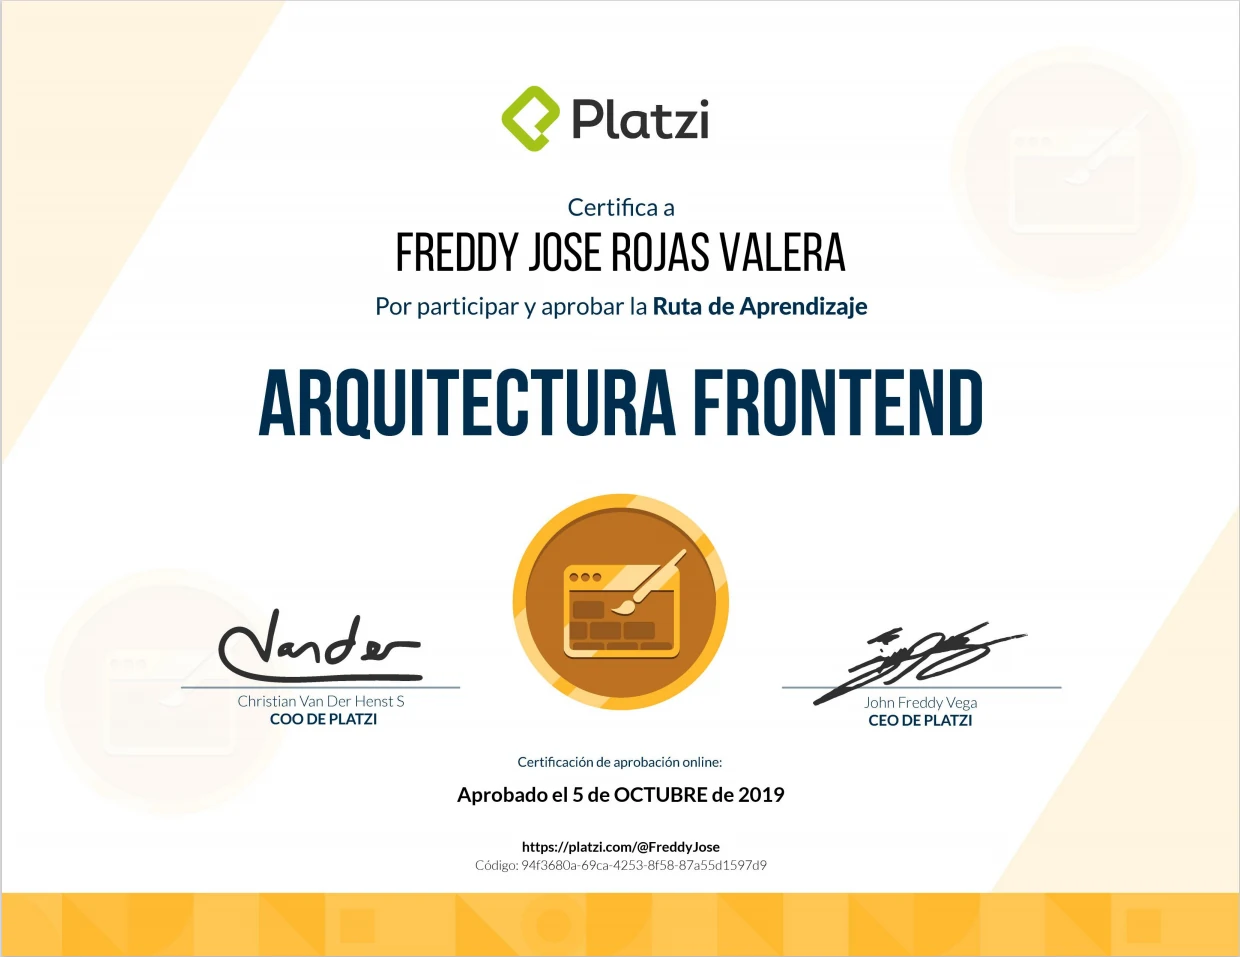 Platzi
Certifica a
FREDDY JOSE ROJAS VALERA
Por participar y aprobar la Ruta de Aprendizaje
ARQUITECTURA FRONTEND
Vander
Christian Van Der Henst S
COO DE PLATZI
John Freddy Vega
CEO DE PLATZI
Certificación de aprobación online:
Aprobado el 5 de OCTUBRE de 2019
https://platzi.com/@FreddyJose
Código: 94f3680a-69ca-4253-8f58-87a55d1597d9